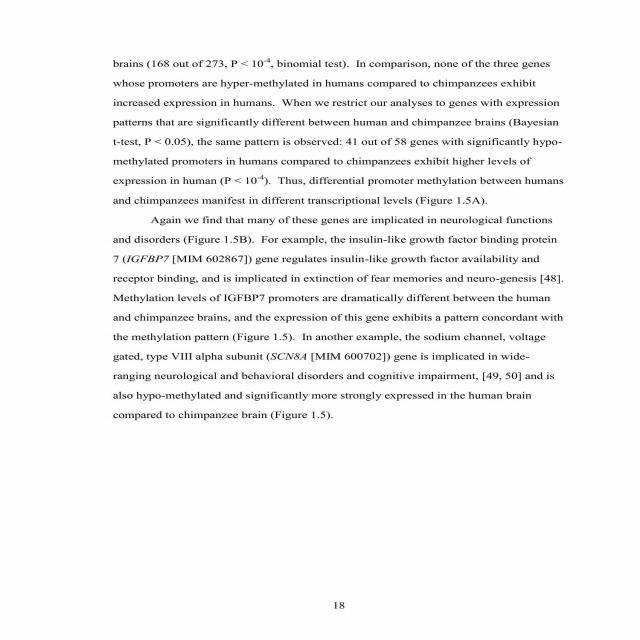 brains (168 out of 273, P < 10-4, binomial test).  In comparison, none of the three genes
whose promoters are hyper-methylated in humans compared to chimpanzees exhibit
increased expression in humans.  When we restrict our analyses to genes with expression
patterns that are significantly different between human and chimpanzee brains (Bayesian
t-test, P < 0.05), the same pattern is observed: 41 out of 58 genes with significantly hypo-
methylated promoters in humans compared to chimpanzees exhibit higher levels of
expression in human (P < 10-4).  Thus, differential promoter methylation between humans
and chimpanzees manifest in different transcriptional levels (Figure 1.5A).
Again we find that many of these genes are implicated in neurological functions
and disorders (Figure 1.5B).  For example, the insulin-like growth factor binding protein
7 (IGFBP7 [MIM 602867]) gene regulates insulin-like growth factor availability and
receptor binding, and is implicated in extinction of fear memories and neuro-genesis [48].
Methylation levels of IGFBP7 promoters are dramatically different between the human
and chimpanzee brains, and the expression of this gene exhibits a pattern concordant with
the methylation pattern (Figure 1.5).  In another example, the sodium channel, voltage
gated, type VIII alpha subunit (SCN8A [MIM 600702]) gene is implicated in wide-
ranging neurological and behavioral disorders and cognitive impairment, [49, 50] and is
also hypo-methylated and significantly more strongly expressed in the human brain
compared to chimpanzee brain (Figure 1.5).
18